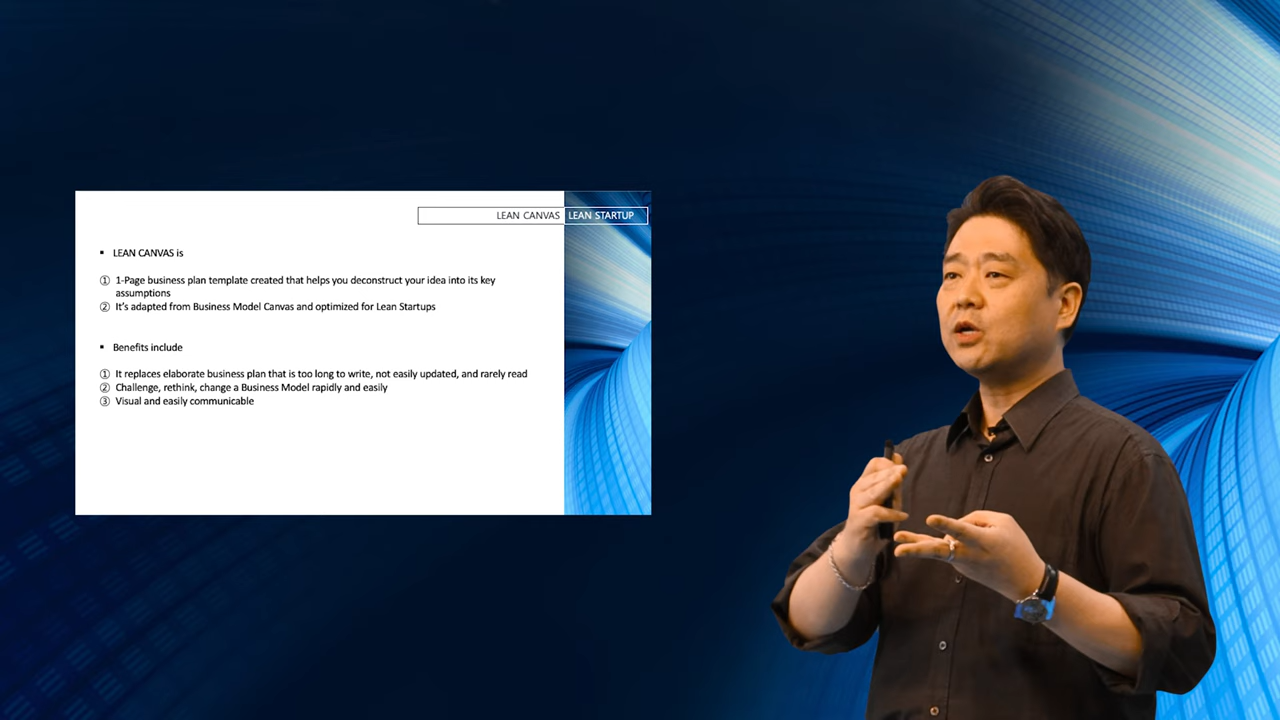 LEAN CANVAS LEAN STARTUP
▪ LEAN CANVAS is
① 1-Page business plan template created that helps you deconstruct your idea into its key
assumptions
② It's adapted from Business Model Canvas and optimized for Lean Startups
▪ Benefits include
① It replaces elaborate business plan that is too long to write, not easily updated, and rarely read
② Challenge, rethink, change a Business Model rapidly and easily
③ Visual and easily communicable